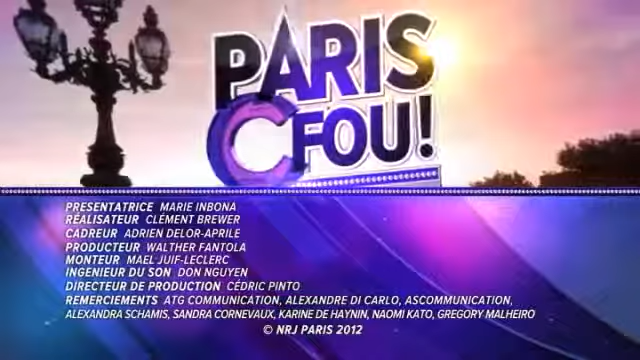 PARIS
C FOU!
PRESENTATRICE MARIE INBONA
RÉALISATEUR CLÉMENT BREWER
CADREUR ADRIEN DELOR-APRILE
PRODUCTEUR WALTHER FANTOLA
MONTEUR MAEL JUIF-LECLERC
INGENIEUR DU SON DON NGUYEN
DIRECTEUR DE PRODUCTION CÉDRIC PINTO
REMERCIEMENTS ATG COMMUNICATION, ALEXANDRE DI CARLO, ASCOMMUNICATION,
ALEXANDRA SCHAMIS, SANDRA CORNEVAUX, KARINE DE HAYNIN, NAOMI KATO, GREGORY MALHEIRO
© NRJ PARIS 2012